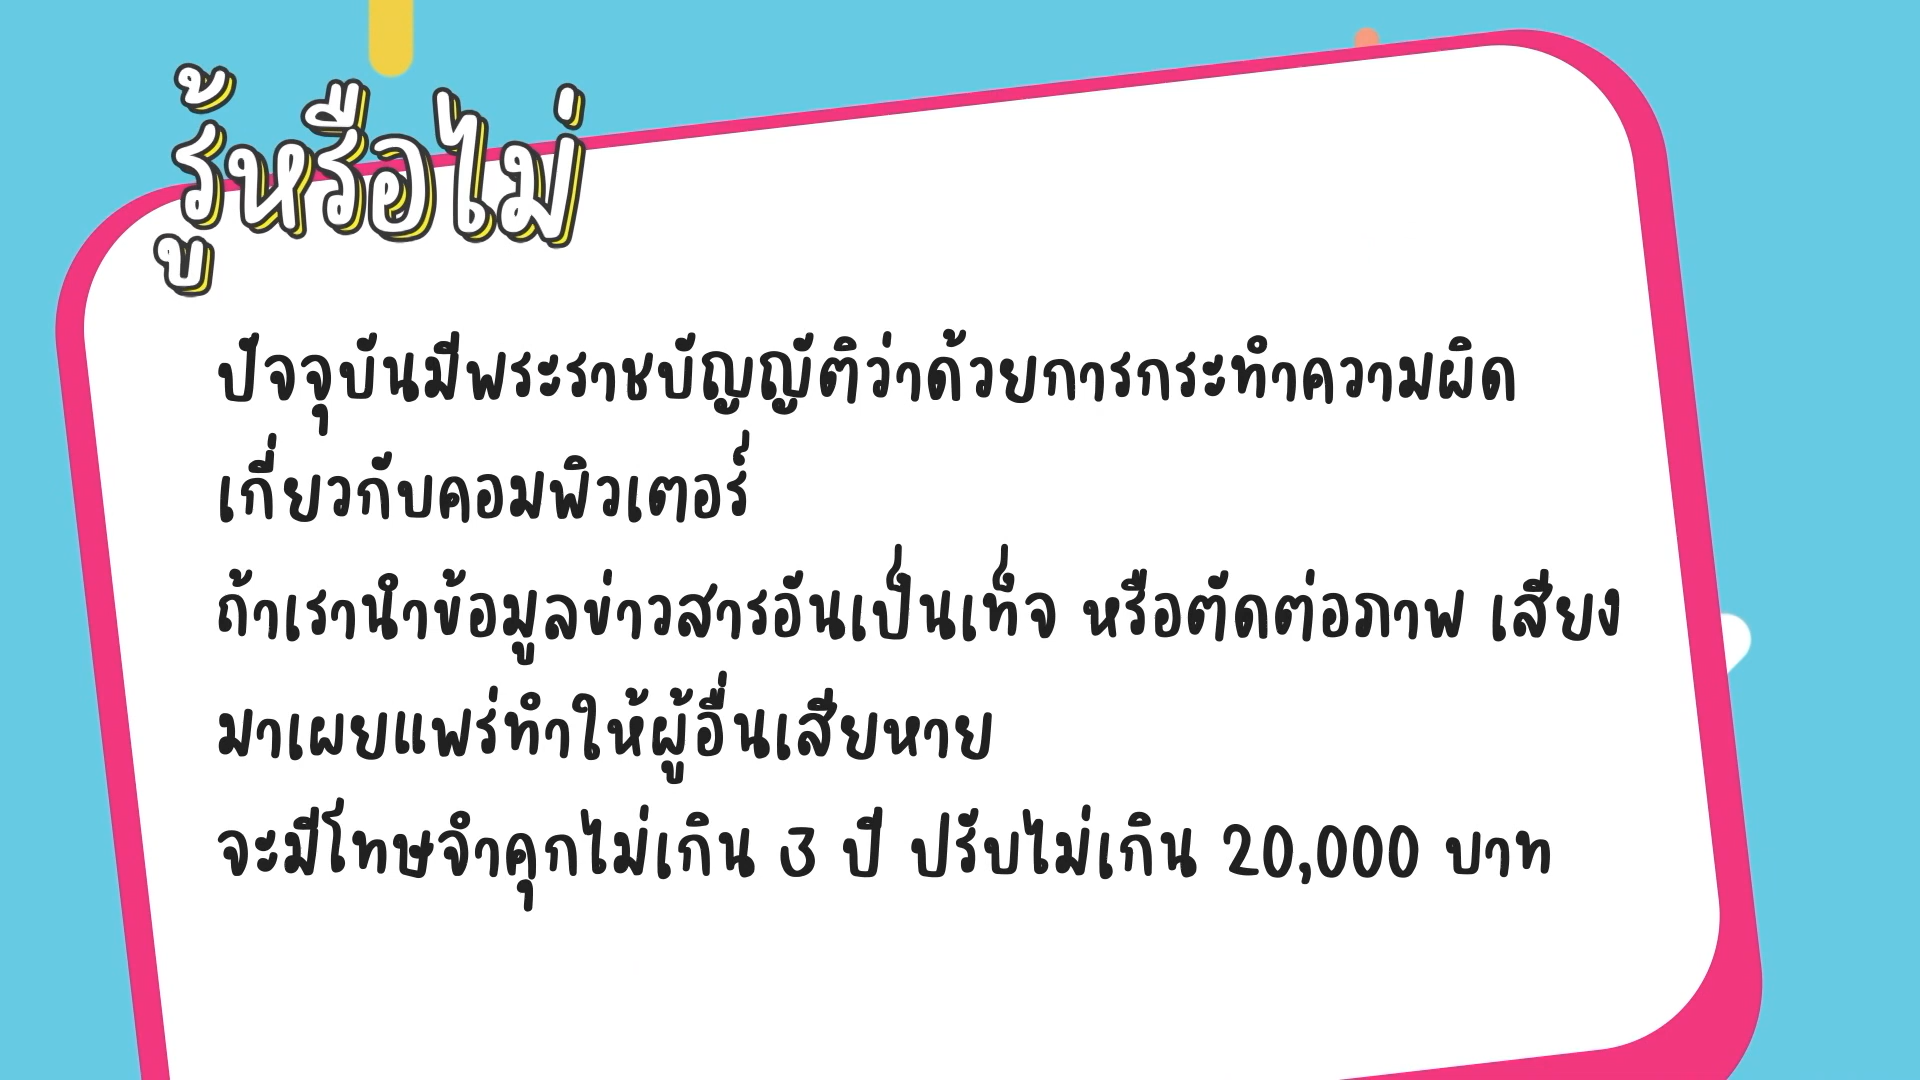 รู้หรือไม่
ปัจจุบันมีพระราชบัญญัติว่าด้วยการกระทำความผิด
เกี่ยวกับคอมพิวเตอร์
ถ้าเรานำข้อมูลข่าวสารอันเป็นเท็จ หรือตัดต่อภาพ เสียง
มาเผยแพร่ทำให้ผู้อื่นเสียหาย
จะมีโทษจำคุกไม่เกิน 3 ปี ปรับไม่เกิน 20,000 บาท